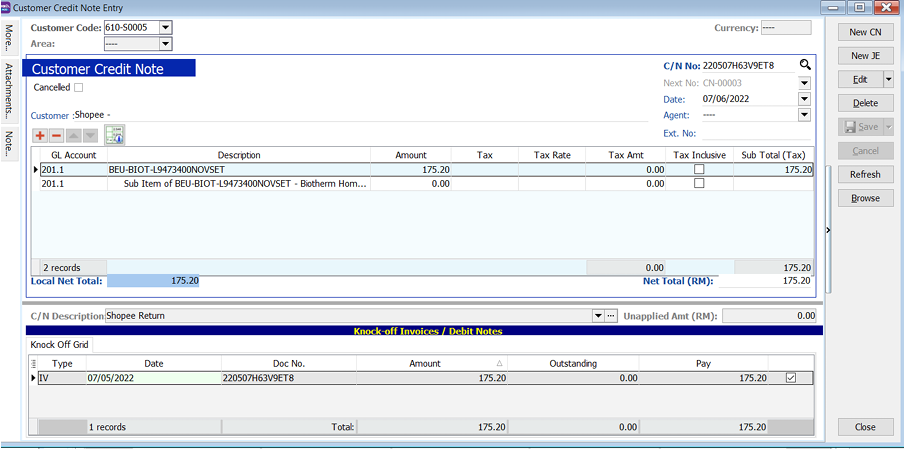 Customer Credit Note Entry
More...
Attachments...
Note...
Customer Code: 610-S0005
Currency: ----
Area: ----
Customer Credit Note
C/N No: 220507H63V9ET8
Cancelled
Next No: CN-00003
Date: 07/06/2022
Customer : Shopee -
Agent: ----
Ext. No:
GL Account Description Amount Tax Tax Rate Tax Amt Tax Inclusive Sub Total (Tax)
201.1 BEU-BIOT-L9473400NOVSET 175.20 0.00 175.20
201.1 Sub Item of BEU-BIOT-L9473400NOVSET - Biotherm Hom... 0.00 0.00
2 records 0.00 175.20
Local Net Total: 175.20 Net Total (RM): 175.20
C/N Description: Shopee Return ... Unapplied Amt (RM): 0.00
Knock-off Invoices / Debit Notes
Knock Off Grid
Type Date Doc No. Amount Outstanding Pay
IV 07/05/2022 220507H63V9ET8 175.20 0.00 175.20
1 records Total: 175.20 0.00 175.20
New CN
New JE
Edit
Delete
Save
Cancel
Refresh
Browse
Close